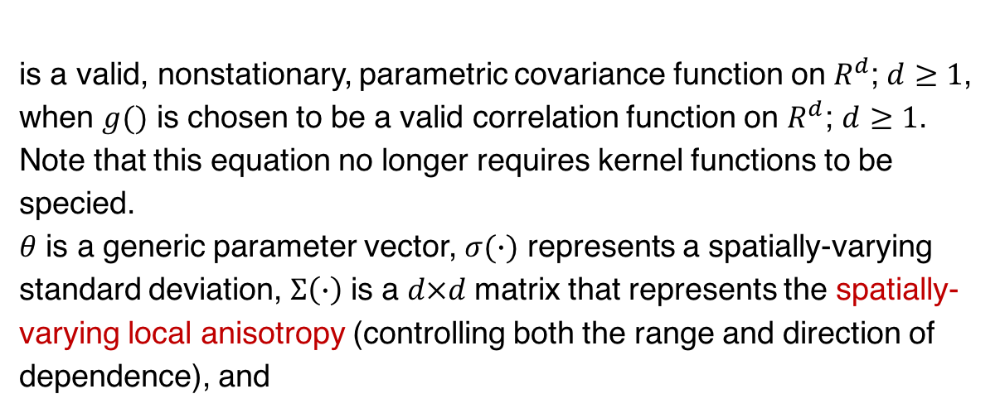 is a valid, nonstationary, parametric covariance function on $R^d; d \geq 1$,
when $g()$ is chosen to be a valid correlation function on $R^d; d \geq 1$.
Note that this equation no longer requires kernel functions to be
specied.
$\theta$ is a generic parameter vector, $\sigma(\cdot)$ represents a spatially-varying
standard deviation, $\Sigma(\cdot)$ is a $d \times d$ matrix that represents the spatially-
varying local anisotropy (controlling both the range and direction of
dependence), and